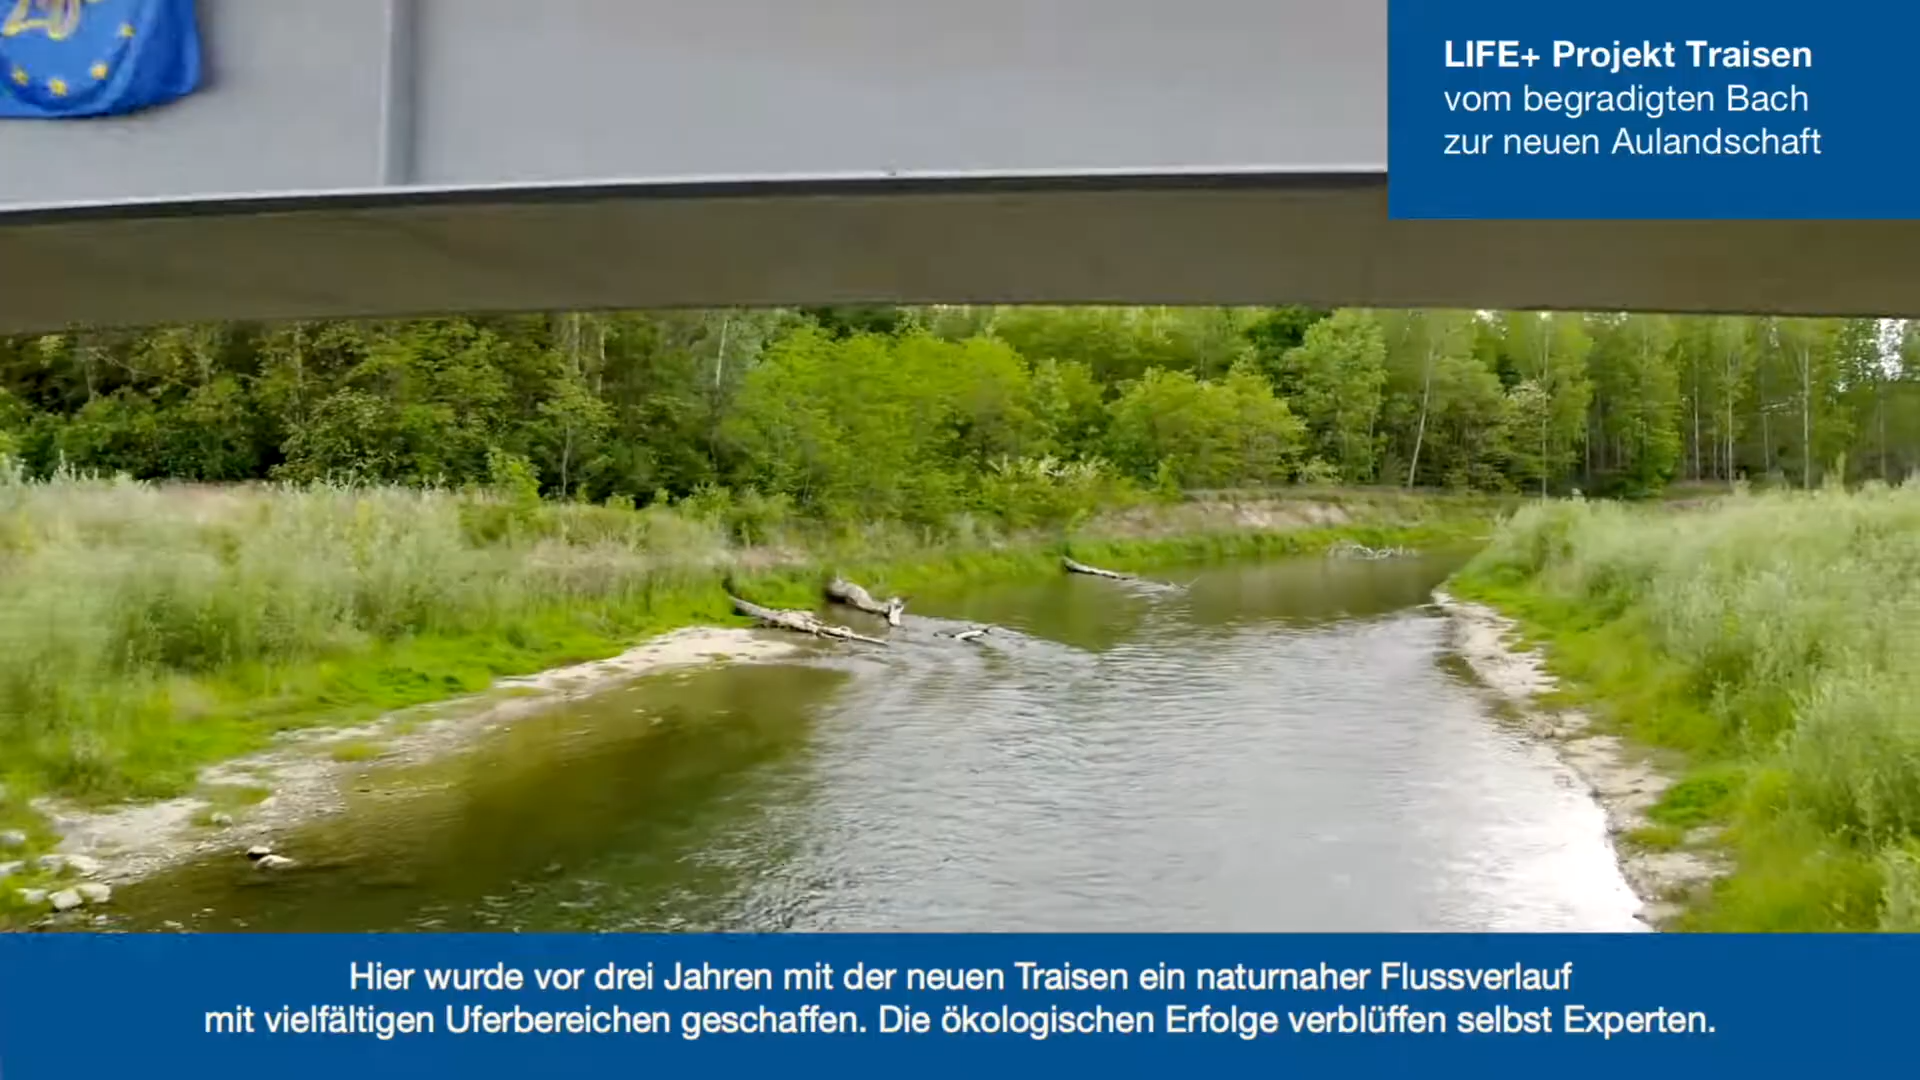 LIFE+ Projekt Traisen
vom begradigten Bach
zur neuen Aulandschaft
Hier wurde vor drei Jahren mit der neuen Traisen ein naturnaher Flussverlauf
mit vielfältigen Uferbereichen geschaffen. Die ökologischen Erfolge verblüffen selbst Experten.